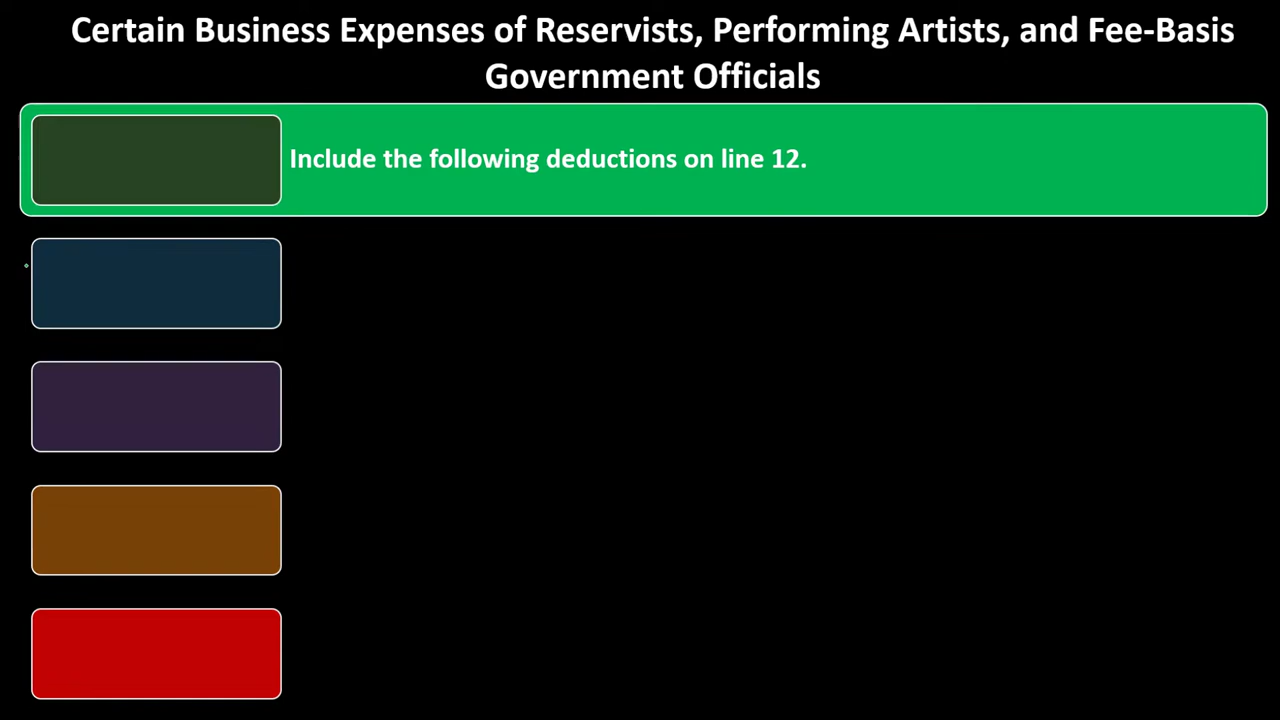 Certain Business Expenses of Reservists, Performing Artists, and Fee-Basis
Government Officials
Include the following deductions on line 12.